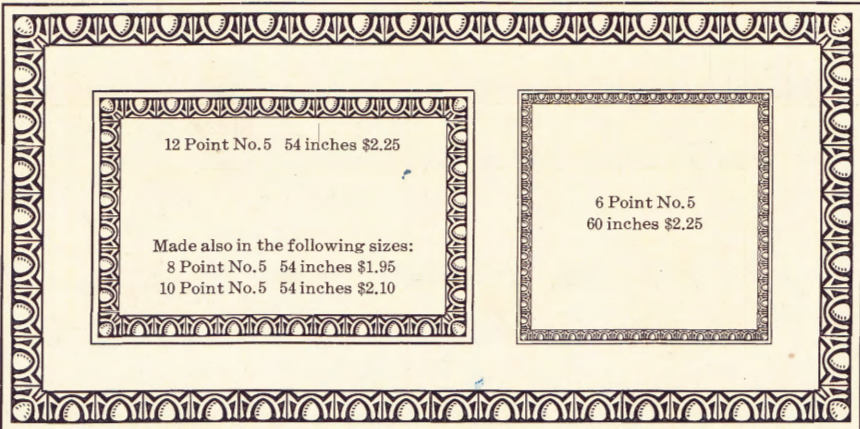 12 Point No.5 54 inches $2.25
Made also in the following sizes:
8 Point No.5 54 inches $1.95
10 Point No.5 54 inches $2.10
6 Point No.5
60 inches $2.25